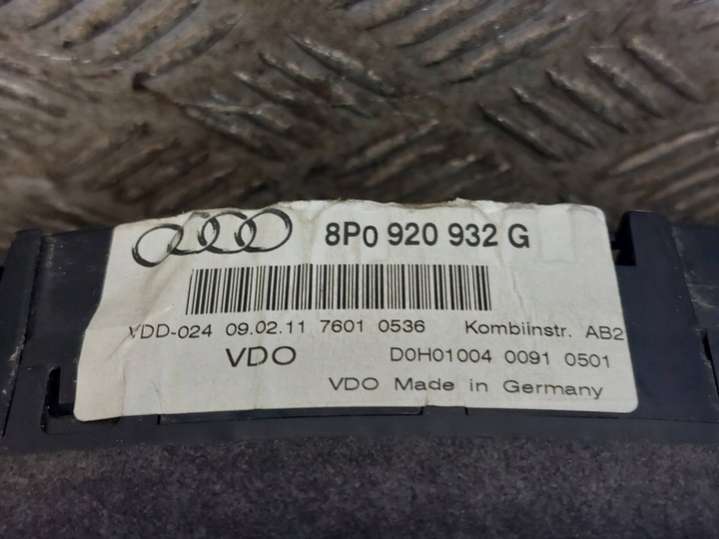 8P0 920 932 G
VDD-024 09.02.11 7601 0536 Kombiinstr. AB2
VDO D0H01004 0091 0501
VDO Made in Germany